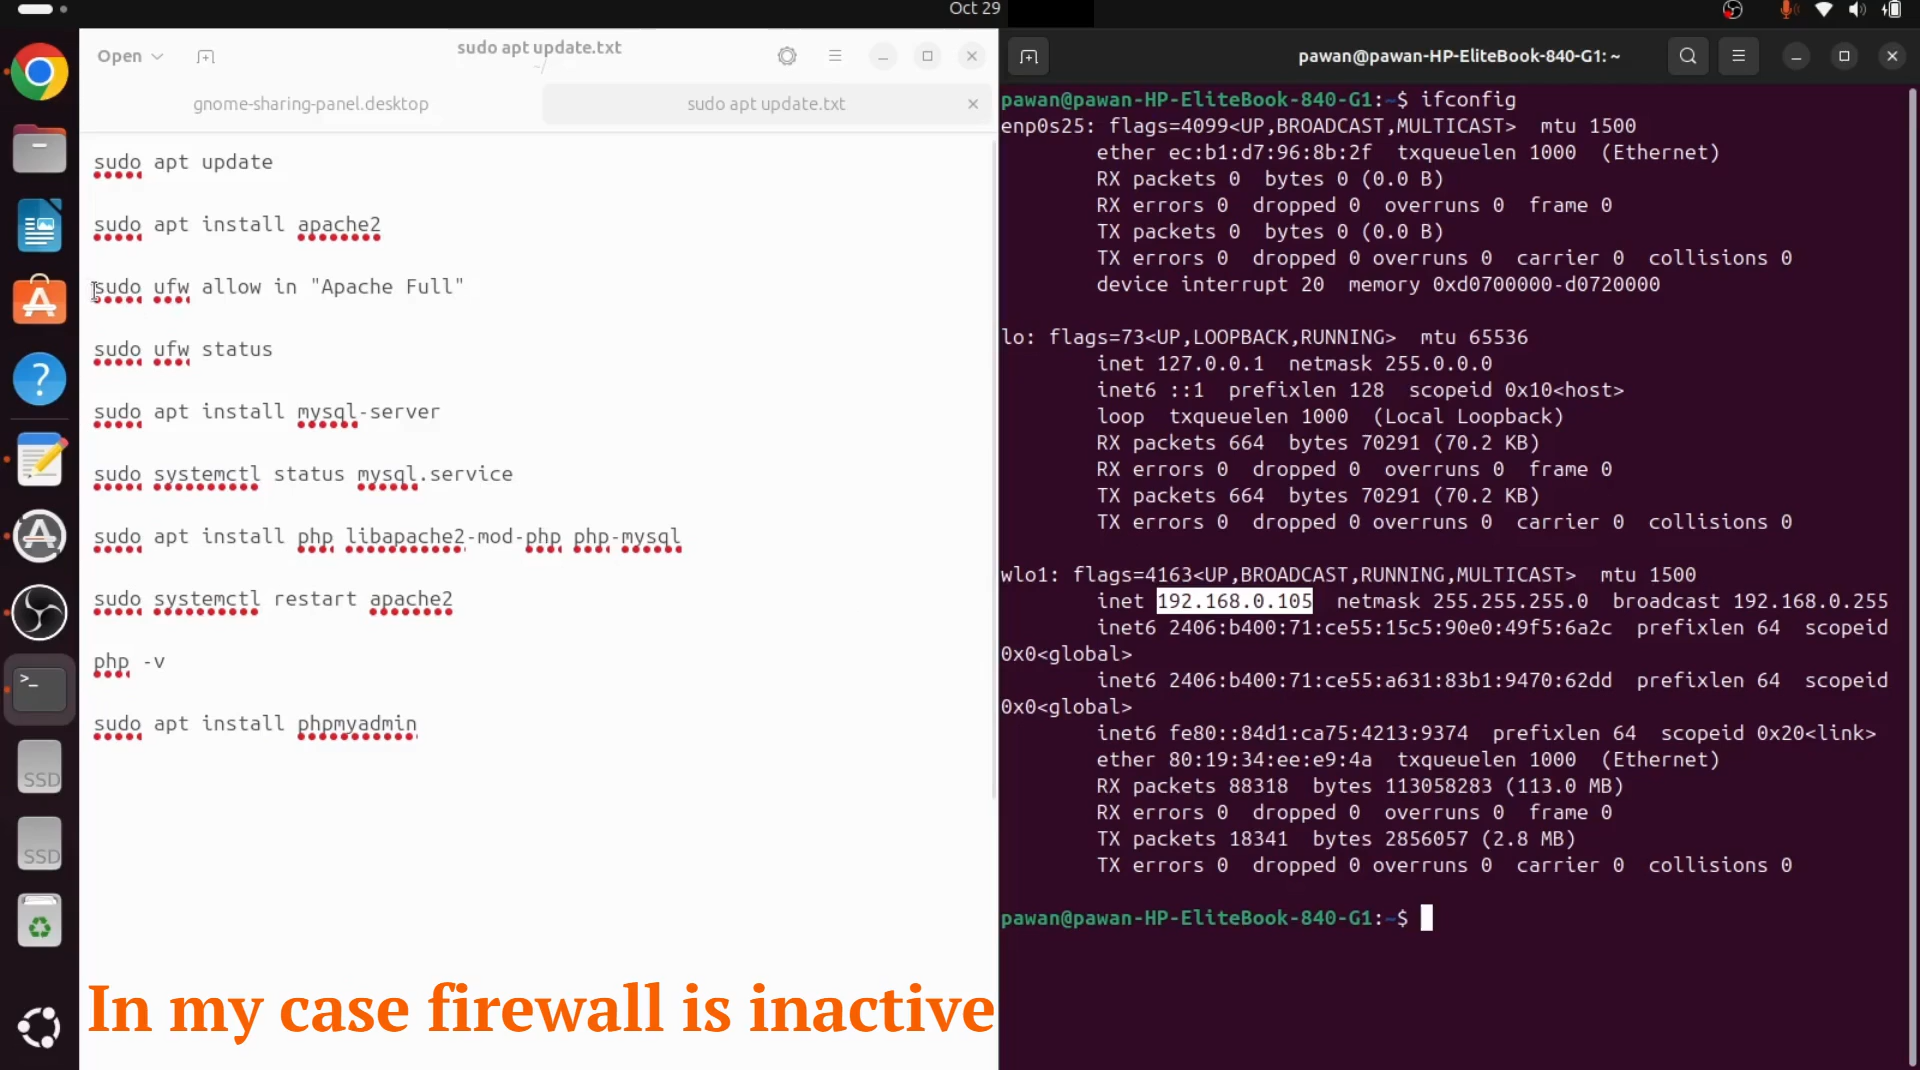 Oct 29
Open
sudo apt update.txt
~/
gnome-sharing-panel.desktop
sudo apt update.txt
sudo apt update
sudo apt install apache2
sudo ufw allow in "Apache Full"
sudo ufw status
sudo apt install mysql-server
sudo systemctl status mysql.service
sudo apt install php libapache2-mod-php php-mysql
sudo systemctl restart apache2
php -v
sudo apt install phpmyadmin
In my case firewall is inactive
SSD
SSD
pawan@pawan-HP-EliteBook-840-G1: ~
pawan@pawan-HP-EliteBook-840-G1:~$ ifconfig
enp0s25: flags=4099<UP,BROADCAST,MULTICAST>  mtu 1500
ether ec:b1:d7:96:8b:2f  txqueuelen 1000  (Ethernet)
RX packets 0  bytes 0 (0.0 B)
RX errors 0  dropped 0  overruns 0  frame 0
TX packets 0  bytes 0 (0.0 B)
TX errors 0  dropped 0 overruns 0  carrier 0  collisions 0
device interrupt 20  memory 0xd0700000-d0720000
lo: flags=73<UP,LOOPBACK,RUNNING>  mtu 65536
inet 127.0.0.1  netmask 255.0.0.0
inet6 ::1  prefixlen 128  scopeid 0x10<host>
loop  txqueuelen 1000  (Local Loopback)
RX packets 664  bytes 70291 (70.2 KB)
RX errors 0  dropped 0  overruns 0  frame 0
TX packets 664  bytes 70291 (70.2 KB)
TX errors 0  dropped 0 overruns 0  carrier 0  collisions 0
wlo1: flags=4163<UP,BROADCAST,RUNNING,MULTICAST>  mtu 1500
inet 192.168.0.105  netmask 255.255.255.0  broadcast 192.168.0.255
inet6 2406:b400:71:ce55:15c5:90e0:49f5:6a2c  prefixlen 64  scopeid
0x0<global>
inet6 2406:b400:71:ce55:a631:83b1:9470:62dd  prefixlen 64  scopeid
0x0<global>
inet6 fe80::84d1:ca75:4213:9374  prefixlen 64  scopeid 0x20<link>
ether 80:19:34:ee:e9:4a  txqueuelen 1000  (Ethernet)
RX packets 88318  bytes 113058283 (113.0 MB)
RX errors 0  dropped 0  overruns 0  frame 0
TX packets 18341  bytes 2856057 (2.8 MB)
TX errors 0  dropped 0 overruns 0  carrier 0  collisions 0
pawan@pawan-HP-EliteBook-840-G1:~$